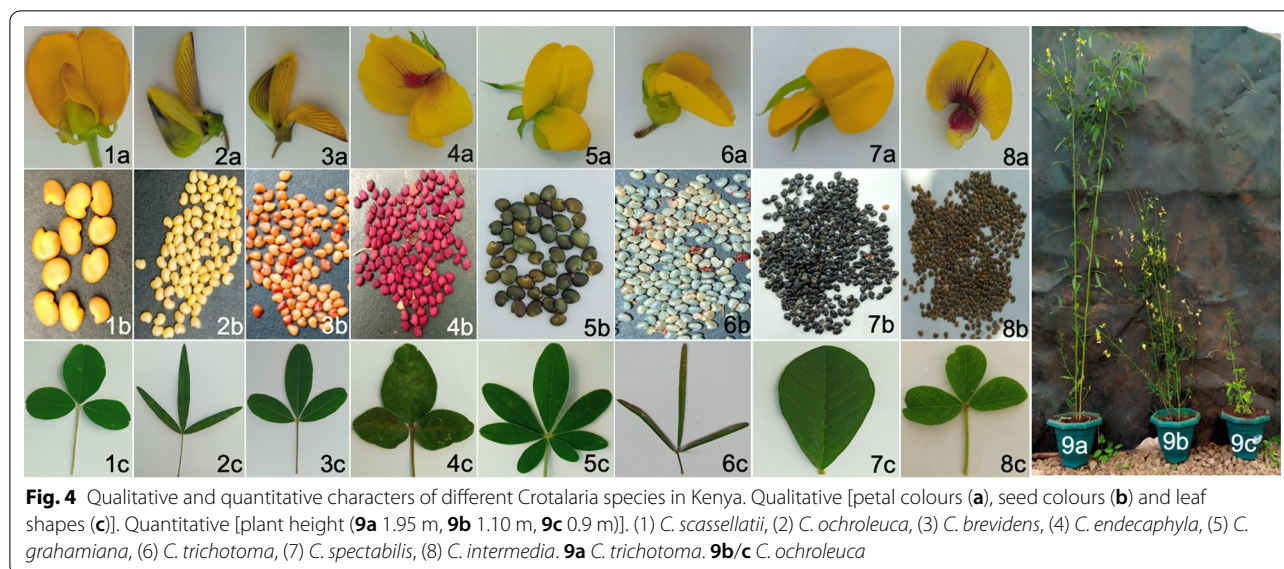 1a 2a 3a 4a 5a 6a 7a 8a
1b 2b 3b 4b 5b 6b 7b 8b
1c 2c 3c 4c 5c 6c 7c 8c
9a 9b 9c
Fig. 4 Qualitative and quantitative characters of different Crotalaria species in Kenya. Qualitative [petal colours (a), seed colours (b) and leaf
shapes (c)]. Quantitative [plant height (9a 1.95 m, 9b 1.10 m, 9c 0.9 m)]. (1) C. scassellatii, (2) C. ochroleuca, (3) C. brevidens, (4) C. endecaphyla, (5) C.
grahamiana, (6) C. trichotoma, (7) C. spectabilis, (8) C. intermedia. 9a C. trichotoma. 9b/c C. ochroleuca